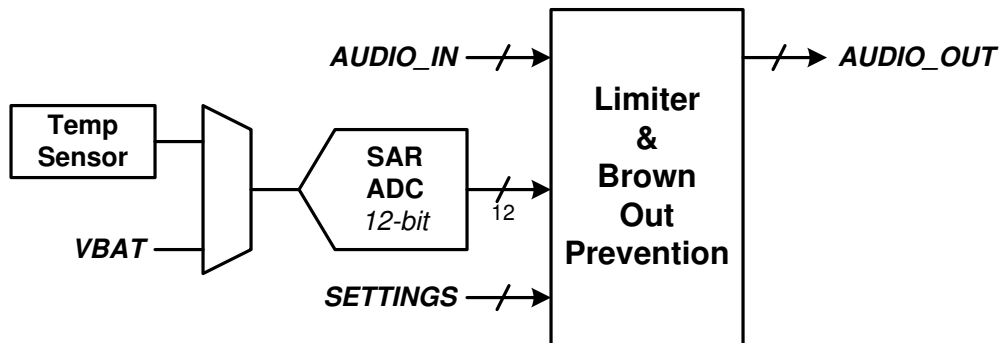 AUDIO_IN
AUDIO_OUT
Temp
Sensor
VBAT
SAR
ADC
12-bit
12
SETTINGS
Limiter
&
Brown
Out
Prevention